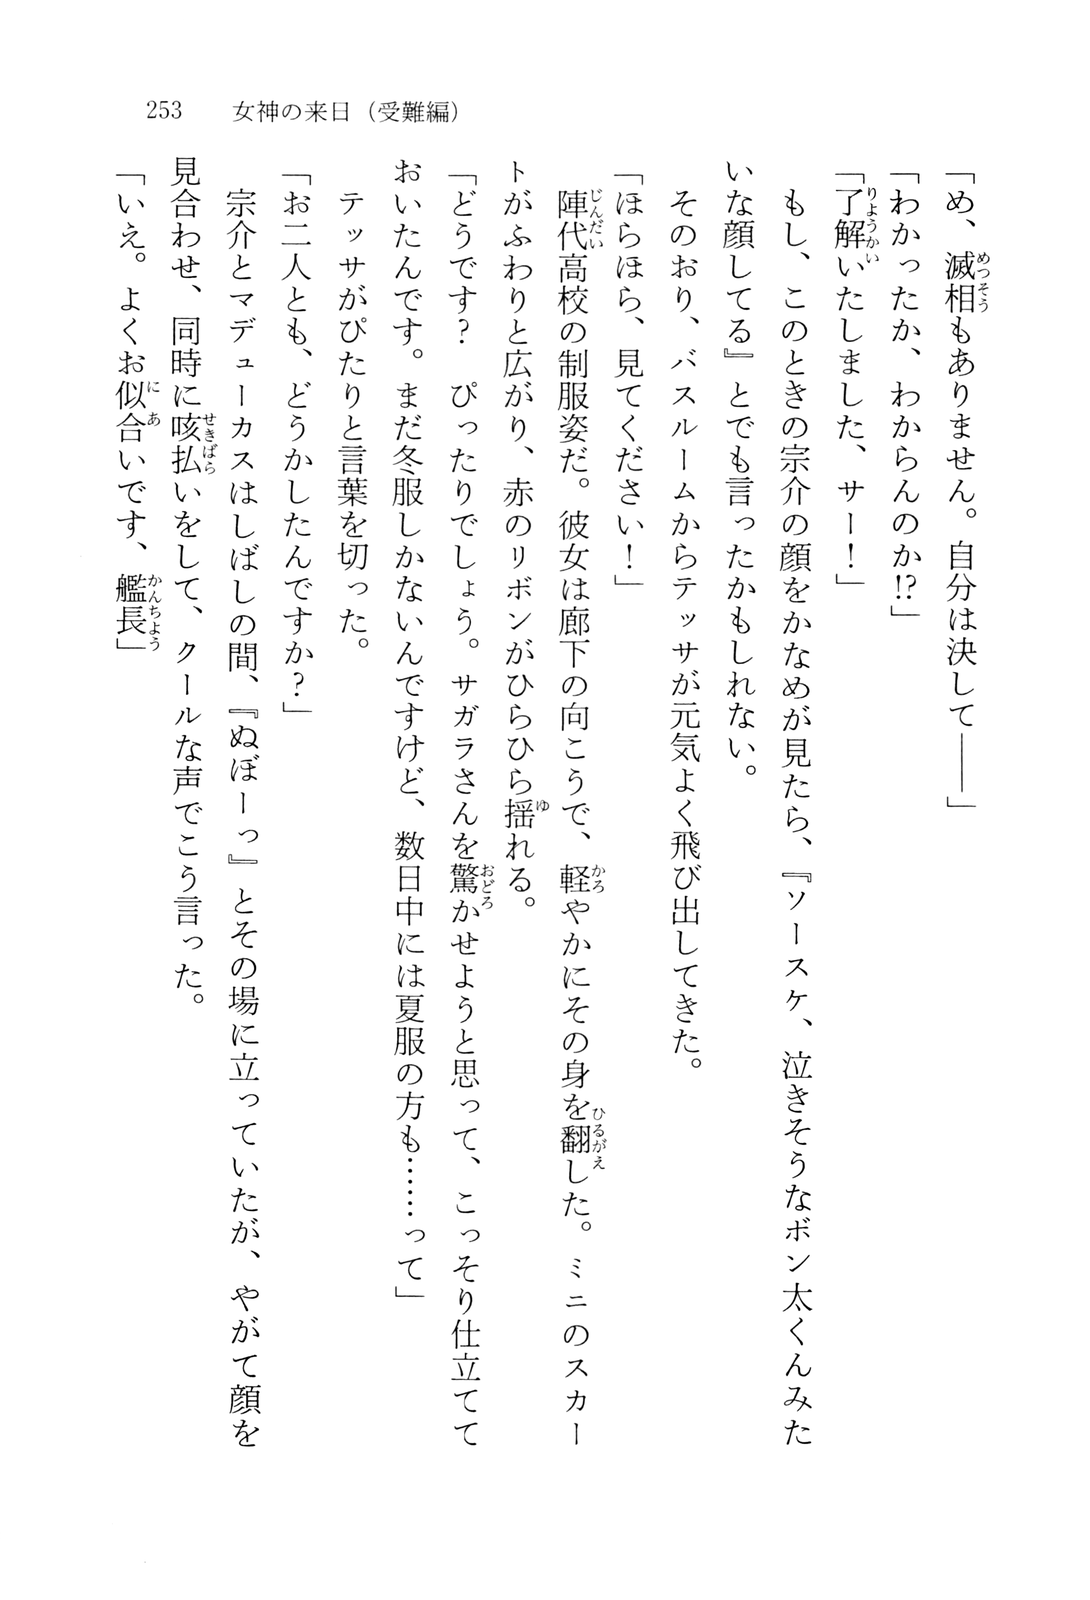 253 女神の来日（受難編）
「め、滅相もありません。自分は決して――」
「わかったか、わからんのか!?」
「了解いたしました、サー！」
もし、このときの宗介の顔をかなめが見たら、『ソースケ、泣きそうなボン太くんみた
いな顔してる』とでも言ったかもしれない。
そのおり、バスルームからテッサが元気よく飛び出してきた。
「ほらほら、見てください！」
陣代高校の制服姿だ。彼女は廊下の向こうで、軽やかにその身を翻した。ミニのスカー
トがふわりと広がり、赤のリボンがひらひら揺れる。
「どうです？　ぴったりでしょう。サガラさんを驚かせようと思って、こっそり仕立てて
おいたんです。まだ冬服しかないんですけど、数日中には夏服の方も……って」
テッサがぴたりと言葉を切った。
「お二人とも、どうかしたんですか？」
宗介とマデューカスはしばしの間、『ぬぼーっ』とその場に立っていたが、やがて顔を
見合わせ、同時に咳払いをして、クールな声でこう言った。
「いえ。よくお似合いです、艦長」